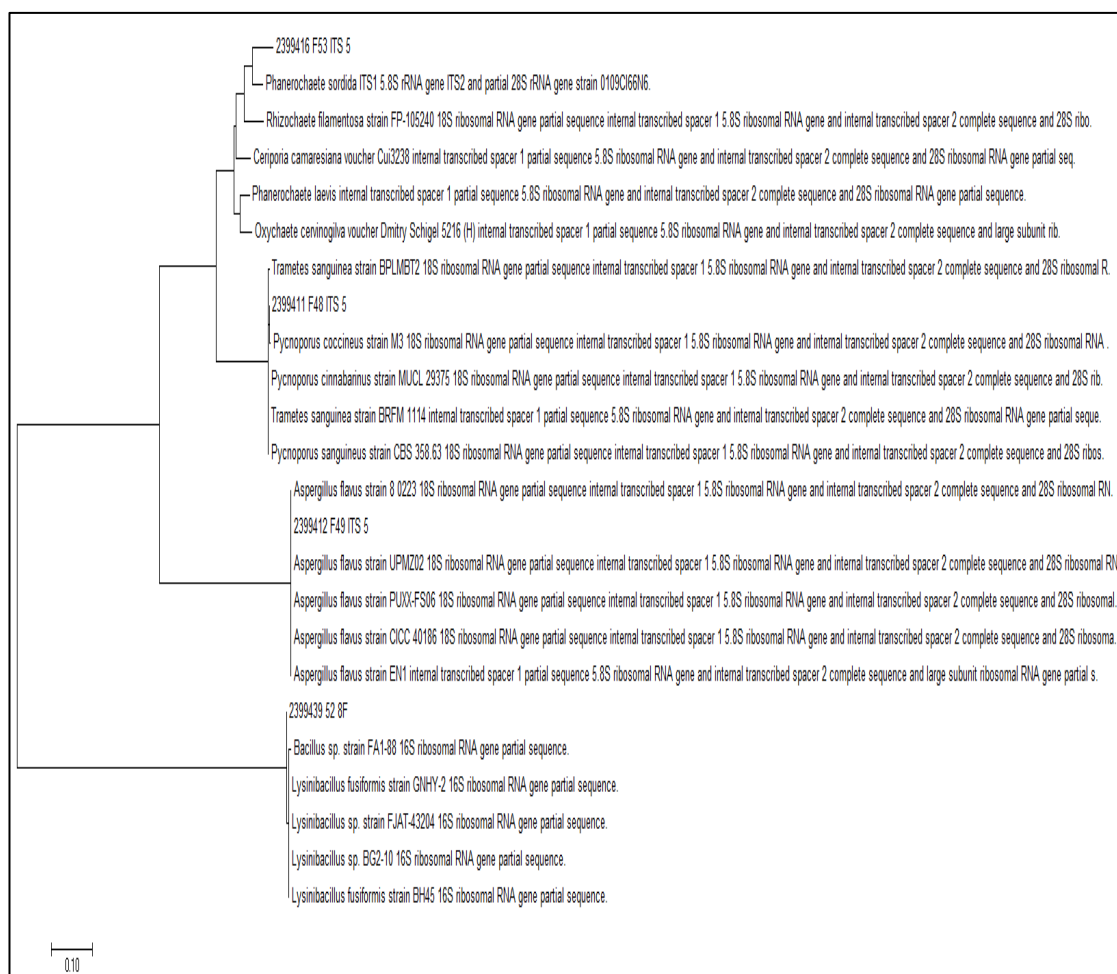 2399416 F53 ITS 5
Phanerochaete sordida ITS1 5.8S rRNA gene ITS2 and partial 28S rRNA gene strain 0109CI66N6.
Rhizochaete filamentosa strain FP-105240 18S ribosomal RNA gene partial sequence internal transcribed spacer 1 5.8S ribosomal RNA gene and internal transcribed spacer 2 complete sequence and 28S ribo.
Ceriporia camaresiana voucher Cui3238 internal transcribed spacer 1 partial sequence 5.8S ribosomal RNA gene and internal transcribed spacer 2 complete sequence and 28S ribosomal RNA gene partial seq.
Phanerochaete laevis internal transcribed spacer 1 partial sequence 5.8S ribosomal RNA gene and internal transcribed spacer 2 complete sequence and 28S ribosomal RNA gene partial sequence.
Oxychaete cervinogilva voucher Dmitry Schigel 5216 (H) internal transcribed spacer 1 partial sequence 5.8S ribosomal RNA gene and internal transcribed spacer 2 complete sequence and large subunit rib.
Trametes sanguinea strain BPLMBT2 18S ribosomal RNA gene partial sequence internal transcribed spacer 1 5.8S ribosomal RNA gene and internal transcribed spacer 2 complete sequence and 28S ribosomal R.
2399411 F48 ITS 5
Pycnoporus coccineus strain M3 18S ribosomal RNA gene partial sequence internal transcribed spacer 1 5.8S ribosomal RNA gene and internal transcribed spacer 2 complete sequence and 28S ribosomal RNA .
Pycnoporus cinnabarinus strain MUCL 29375 18S ribosomal RNA gene partial sequence internal transcribed spacer 1 5.8S ribosomal RNA gene and internal transcribed spacer 2 complete sequence and 28S rib.
Trametes sanguinea strain BRFM 1114 internal transcribed spacer 1 partial sequence 5.8S ribosomal RNA gene and internal transcribed spacer 2 complete sequence and 28S ribosomal RNA gene partial seque.
Pycnoporus sanguineus strain CBS 358.63 18S ribosomal RNA gene partial sequence internal transcribed spacer 1 5.8S ribosomal RNA gene and internal transcribed spacer 2 complete sequence and 28S ribos.
Aspergillus flavus strain 8 0223 18S ribosomal RNA gene partial sequence internal transcribed spacer 1 5.8S ribosomal RNA gene and internal transcribed spacer 2 complete sequence and 28S ribosomal RN.
2399412 F49 ITS 5
Aspergillus flavus strain UPMZ02 18S ribosomal RNA gene partial sequence internal transcribed spacer 1 5.8S ribosomal RNA gene and internal transcribed spacer 2 complete sequence and 28S ribosomal RN
Aspergillus flavus strain PUXX-FS06 18S ribosomal RNA gene partial sequence internal transcribed spacer 1 5.8S ribosomal RNA gene and internal transcribed spacer 2 complete sequence and 28S ribosomal.
Aspergillus flavus strain CICC 40186 18S ribosomal RNA gene partial sequence internal transcribed spacer 1 5.8S ribosomal RNA gene and internal transcribed spacer 2 complete sequence and 28S ribosoma.
Aspergillus flavus strain EN1 internal transcribed spacer 1 partial sequence 5.8S ribosomal RNA gene and internal transcribed spacer 2 complete sequence and large subunit ribosomal RNA gene partial s.
2399439 52 8F
Bacillus sp. strain FA1-88 16S ribosomal RNA gene partial sequence.
Lysinibacillus fusiformis strain GNHY-2 16S ribosomal RNA gene partial sequence.
Lysinibacillus sp. strain FJAT-43204 16S ribosomal RNA gene partial sequence.
Lysinibacillus sp. BG2-10 16S ribosomal RNA gene partial sequence.
Lysinibacillus fusiformis strain BH45 16S ribosomal RNA gene partial sequence.
0.10